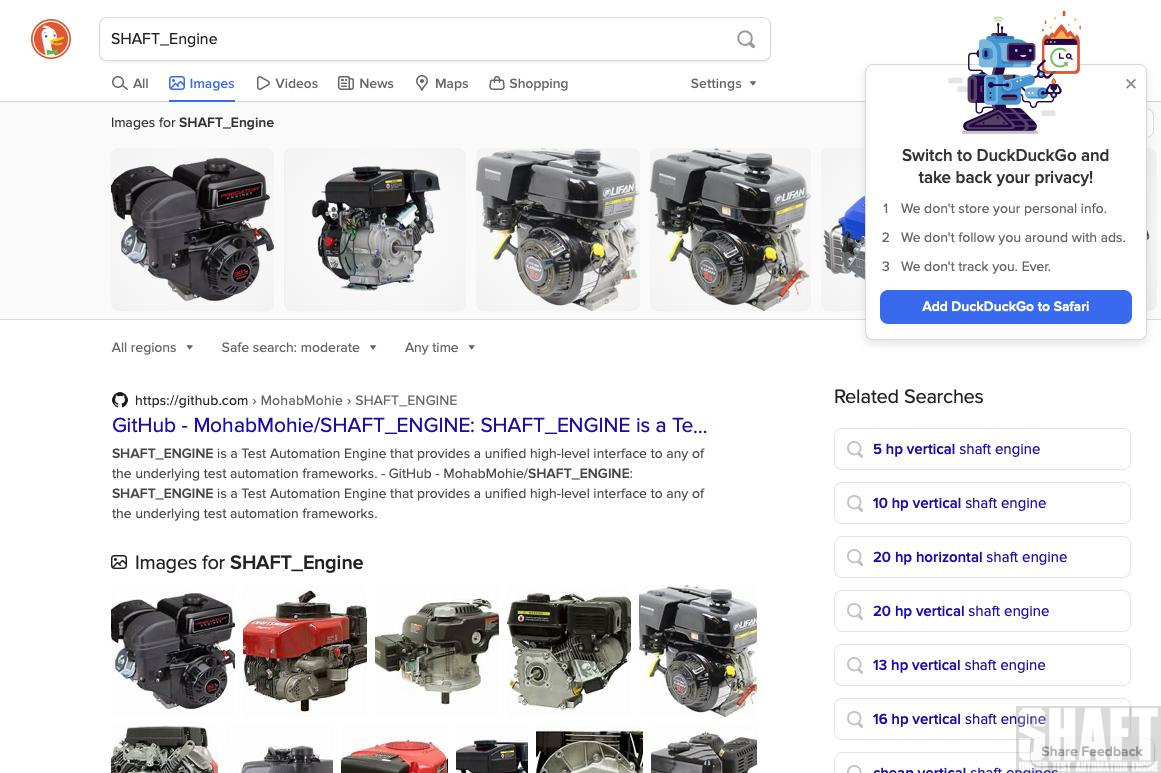 SHAFT_Engine
All
Images
Videos
News
Maps
Shopping
Settings
Images for SHAFT_Engine
PREDATOR
ENGINES
LIFAN
LIFAN
Switch to DuckDuckGo and
take back your privacy!
1 We don't store your personal info.
2 We don't follow you around with ads.
3 We don't track you. Ever.
Add DuckDuckGo to Safari
All regions
Safe search: moderate
Any time
https://github.com › MohabMohie › SHAFT_ENGINE
GitHub - MohabMohie/SHAFT_ENGINE: SHAFT_ENGINE is a Te...
SHAFT_ENGINE is a Test Automation Engine that provides a unified high-level interface to any of
the underlying test automation frameworks. - GitHub - MohabMohie/SHAFT_ENGINE:
SHAFT_ENGINE is a Test Automation Engine that provides a unified high-level interface to any of
the underlying test automation frameworks.
Images for SHAFT_Engine
PREDATOR
LIFAN
Related Searches
5 hp vertical shaft engine
10 hp vertical shaft engine
20 hp horizontal shaft engine
20 hp vertical shaft engine
13 hp vertical shaft engine
16 hp vertical shaft engine
cheap vertical shaft engines
SHAFT
Share Feedback